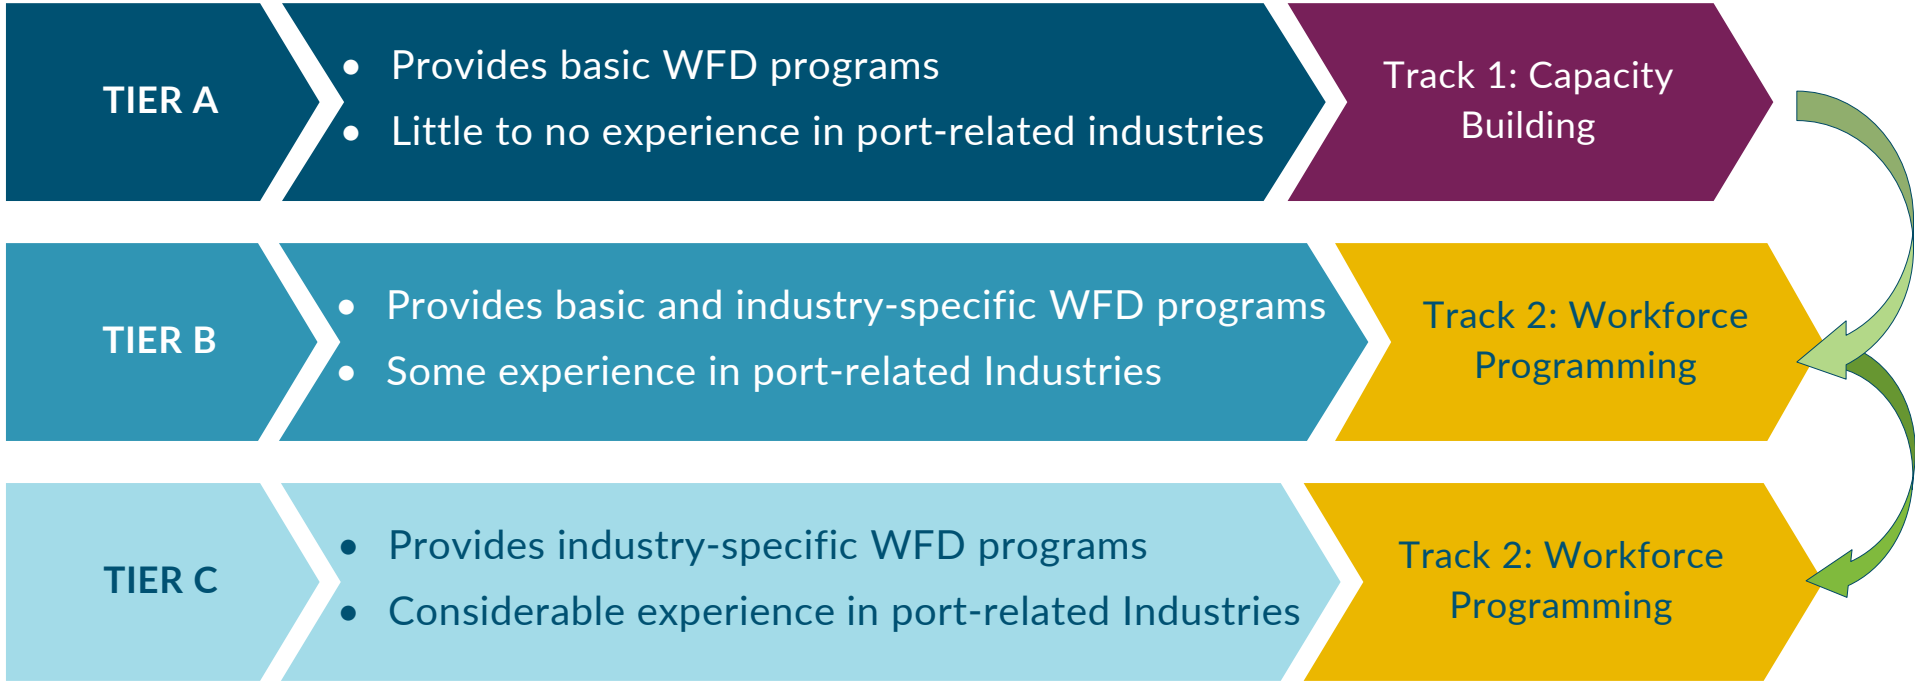 TIER A
• Provides basic WFD programs
• Little to no experience in port-related industries
Track 1: Capacity
Building
TIER B
• Provides basic and industry-specific WFD programs
• Some experience in port-related Industries
Track 2: Workforce
Programming
TIER C
• Provides industry-specific WFD programs
• Considerable experience in port-related Industries
Track 2: Workforce
Programming